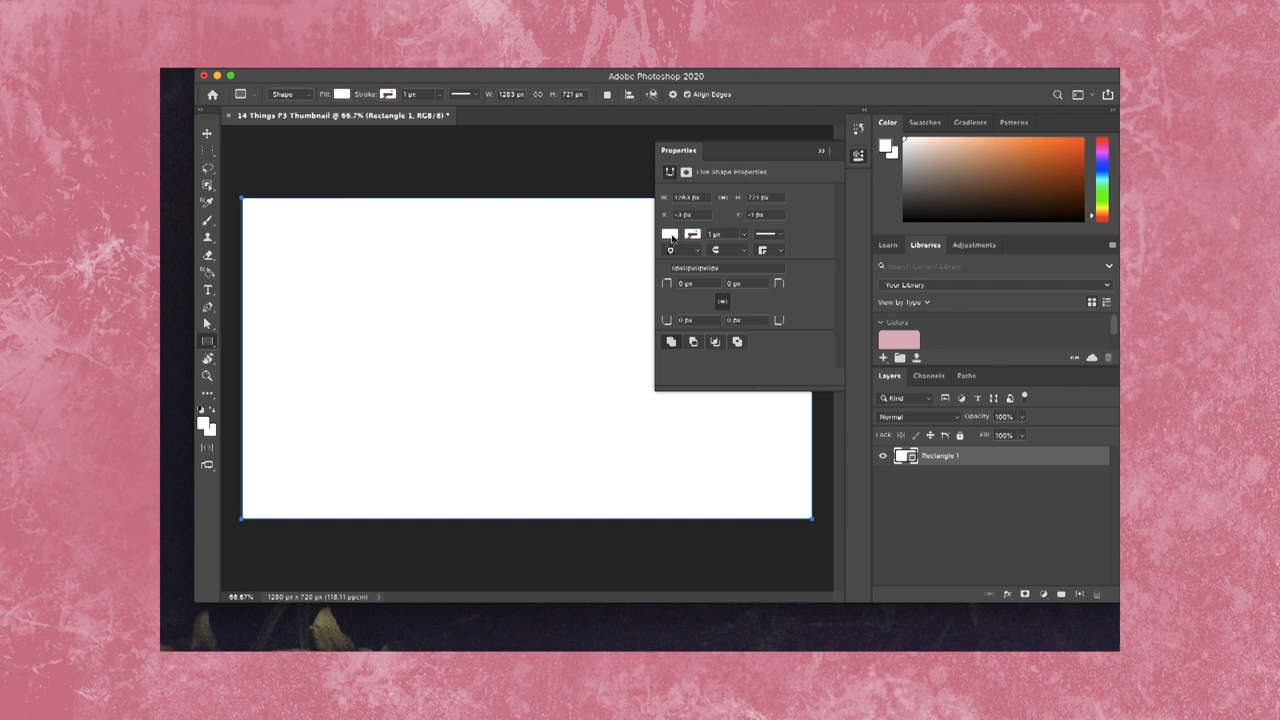 Adobe Photoshop 2020
Shape Fill: Stroke: 1 px W: 1283 px H: 721 px Align Edges
14 Things P3 Thumbnail @ 66.7% (Rectangle 1, RGB/8) *
Properties
Live Shape Properties
W: 1283 px H: 721 px
X: -3 px Y: -1 px
1 px
0px0px0px0px
0 px 0 px
0 px 0 px
66.67% 1280 px x 720 px (118.11 ppcm)
Color Swatches Gradients Patterns
Learn Libraries Adjustments
Search Current Library
Your Library
View by Type
Colors
Layers Channels Paths
Kind
Normal Opacity: 100%
Lock: Fill: 100%
Rectangle 1
fx